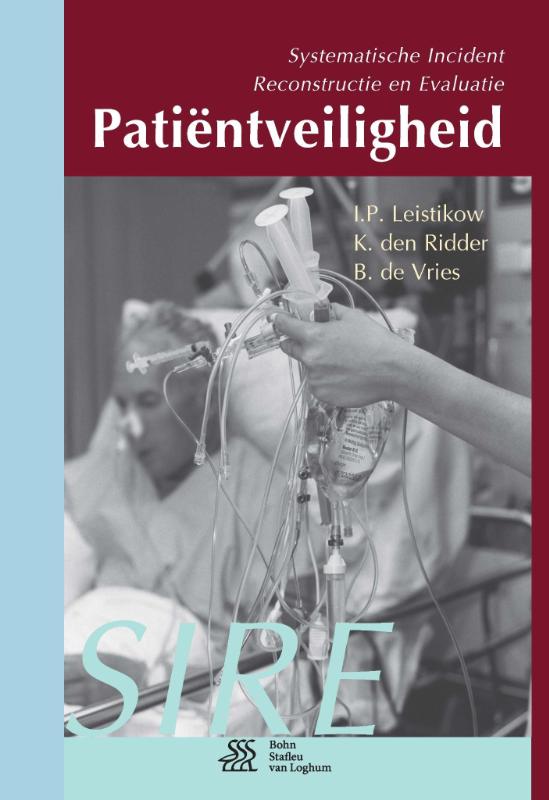 Systematische Incident
Reconstructie en Evaluatie
Patiëntveiligheid
I.P. Leistikow
K. den Ridder
B. de Vries
SIRE
Bohn
Stafleu
van Loghum